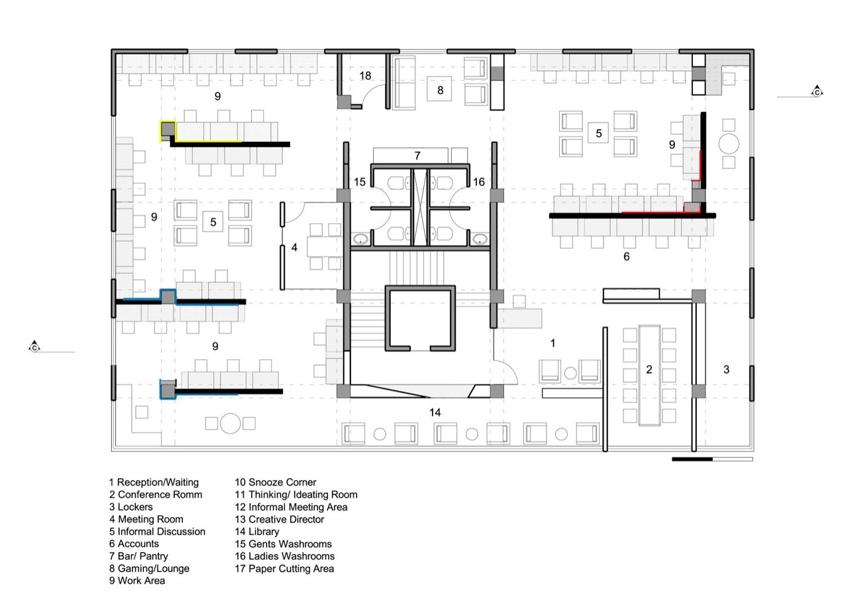 18
9
8
5
9
7
15
16
9
5
4
6
9
1
2
3
14
C
C
1 Reception/Waiting
2 Conference Romm
3 Lockers
4 Meeting Room
5 Informal Discussion
6 Accounts
7 Bar/ Pantry
8 Gaming/Lounge
9 Work Area
10 Snooze Corner
11 Thinking/ Ideating Room
12 Informal Meeting Area
13 Creative Director
14 Library
15 Gents Washrooms
16 Ladies Washrooms
17 Paper Cutting Area